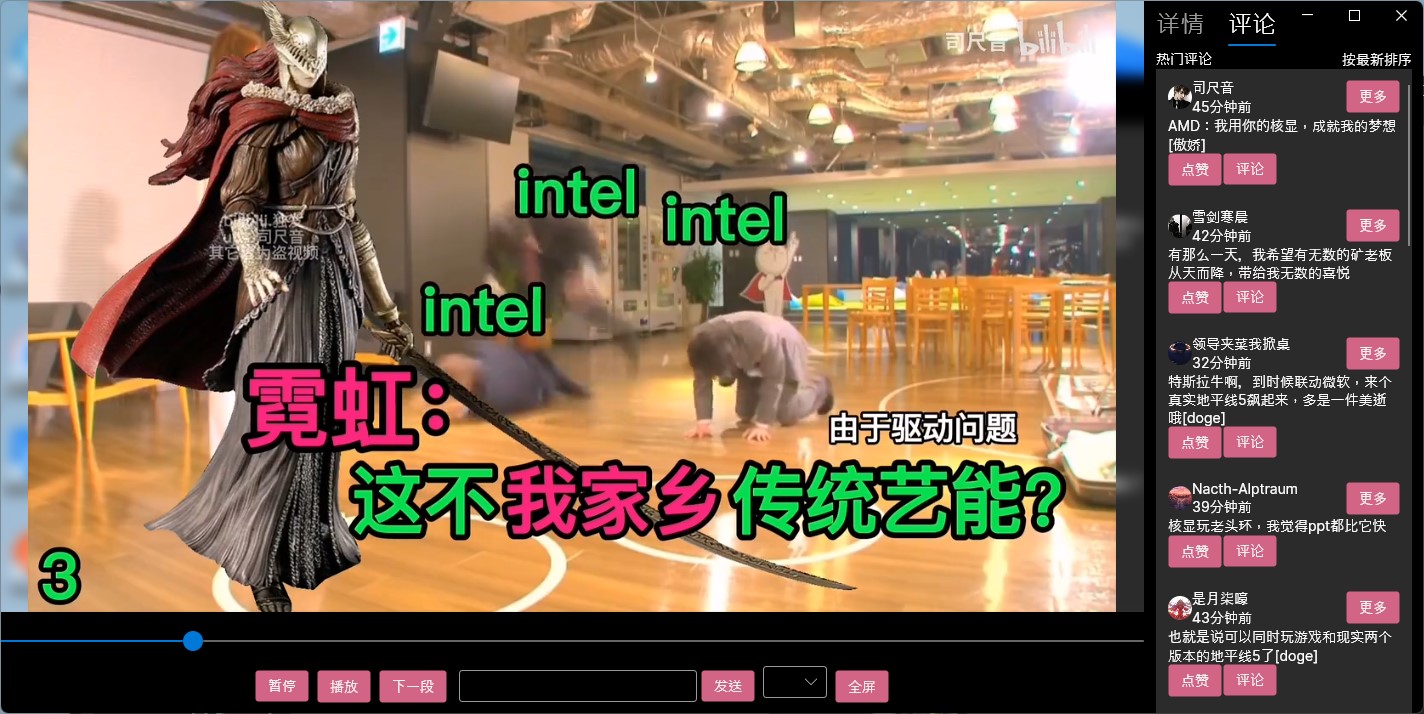 司尺音 bilibili
intel
intel
intel
霓虹：
由于驱动问题
这不我家乡传统艺能？
3
暂停
播放
下一段
发送
全屏
详情
评论
热门评论
按最新排序
司尺音
45分钟前
更多
AMD：我用你的核显，成就我的梦想
[傲娇]
点赞
评论
雪剑寒晨
42分钟前
更多
有那么一天，我希望有无数的矿老板
从天而降，带给我无数的喜悦
点赞
评论
领导夹菜我掀桌
32分钟前
更多
特斯拉牛啊，到时候联动微软，来个
真实地平线5飙起来，多是一件美逝
哦[doge]
点赞
评论
Nacth-Alptraum
39分钟前
更多
核显玩老头环，我觉得ppt都比它快
点赞
评论
是月柒曚
43分钟前
更多
也就是说可以同时玩游戏和现实两个
版本的地平线5了[doge]
点赞
评论